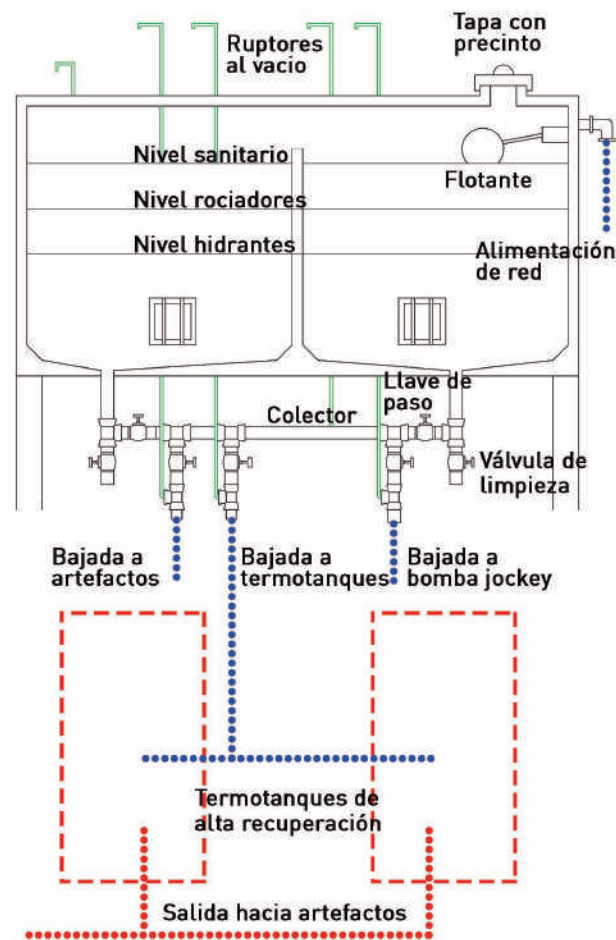 Ruptores
al vacio
Tapa con
precinto
Nivel sanitario
Flotante
Nivel rociadores
Nivel hidrantes
Alimentación
de red
Llave de
paso
Colector
Válvula de
limpieza
Bajada a
artefactos
Bajada a
termotanques
Bajada a
bomba jockey
Termotanques de
alta recuperación
Salida hacia artefactos